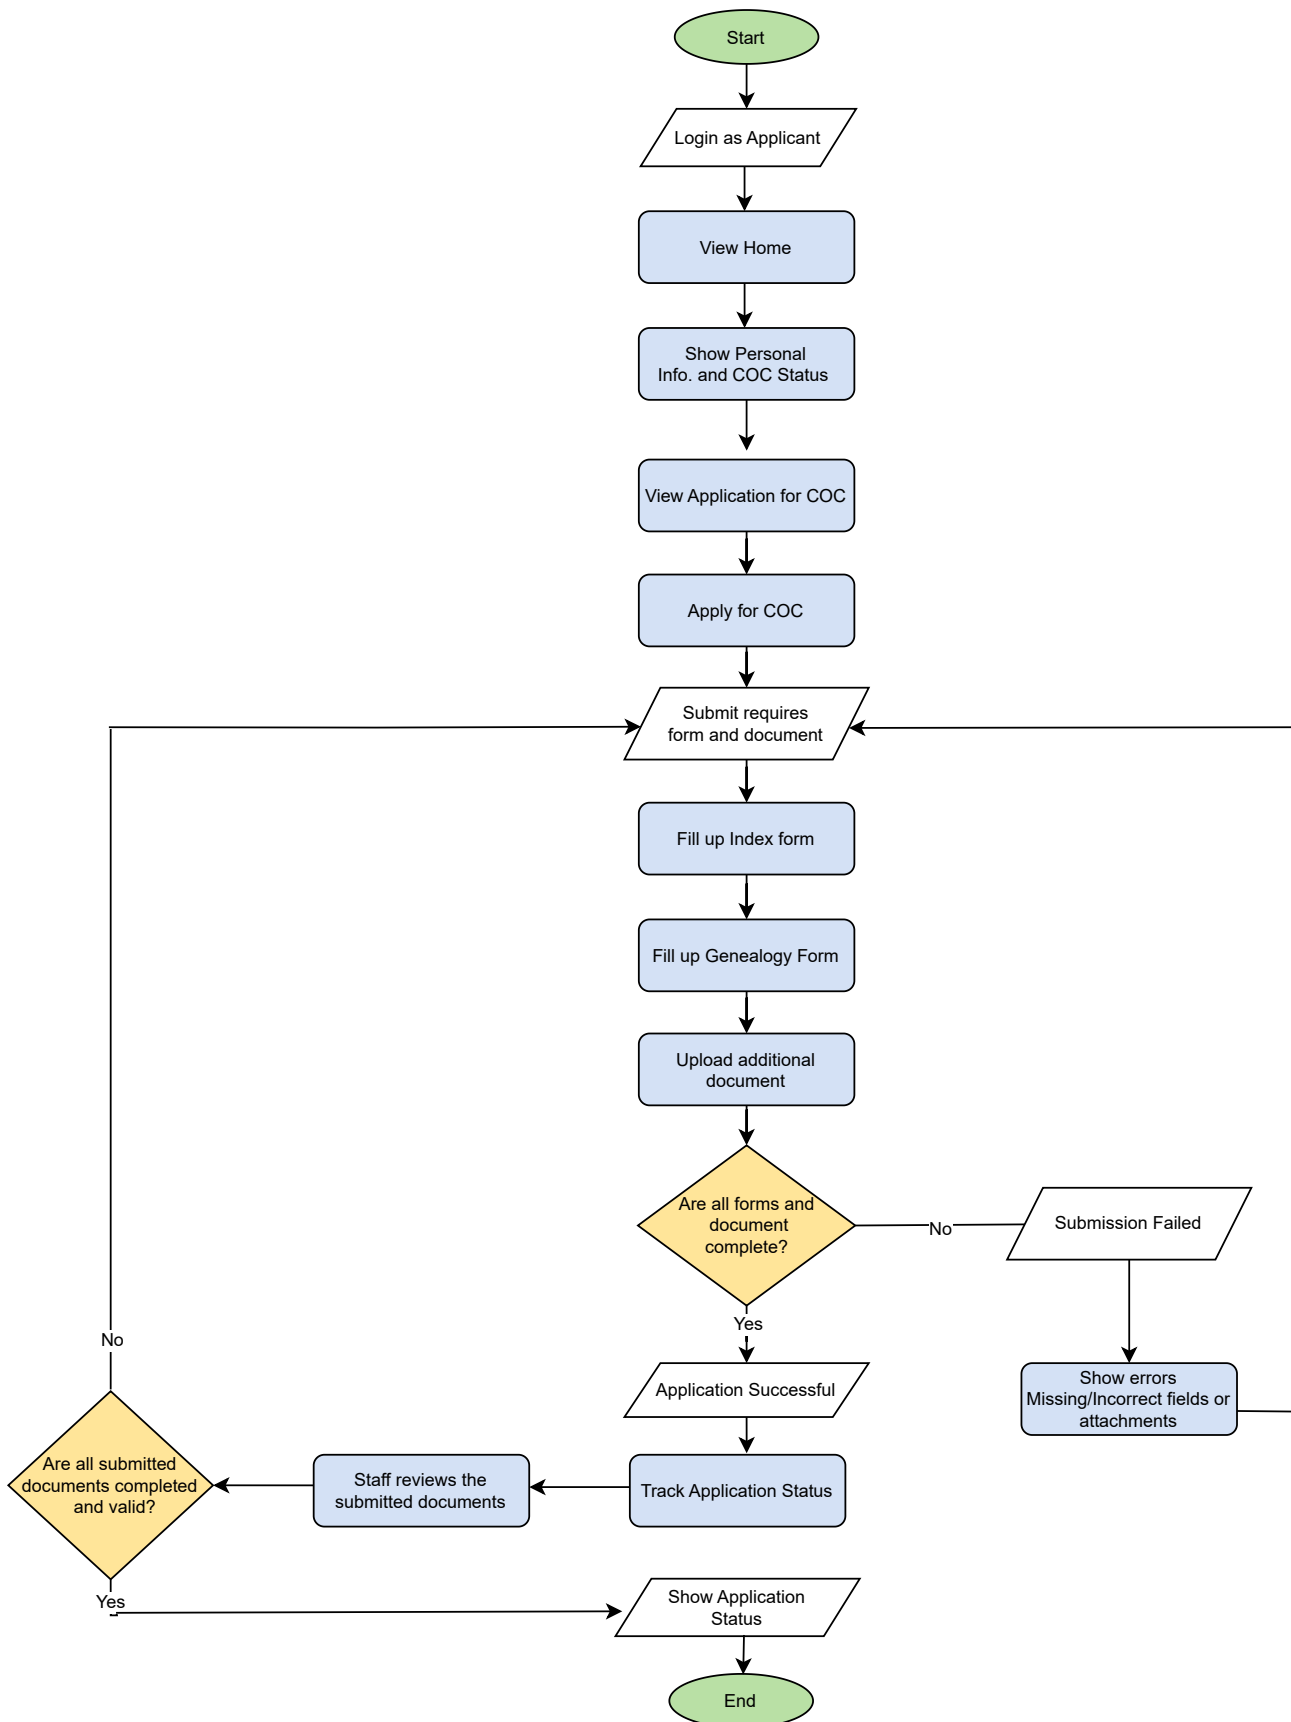 Start
Login as Applicant
View Home
Show Personal
Info. and COC Status
View Application for COC
Apply for COC
Submit requires
form and document
Fill up Index form
Fill up Genealogy Form
Upload additional
document
Are all forms and
document
complete?
No
Submission Failed
Yes
No
Show errors
Missing/Incorrect fields or
attachments
Application Successful
Are all submitted
documents completed
and valid?
Staff reviews the
submitted documents
Track Application Status
Yes
Show Application
Status
End